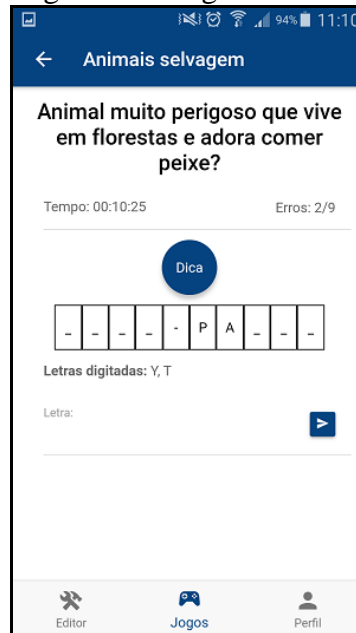 94% 11:10
Animais selvagem
Animal muito perigoso que vive
em florestas e adora comer
peixe?
Tempo: 00:10:25 Erros: 2/9
Dica
_ _ _ _ - P A _ _ _
Letras digitadas: Y, T
Letra:
Editor Jogos Perfil